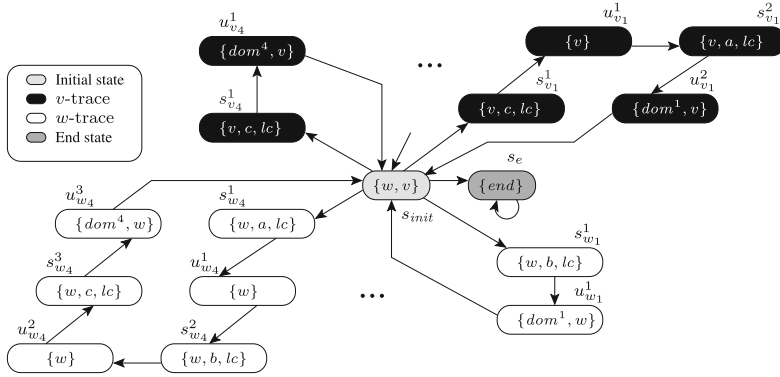 u^1_{v_4}
u^1_{v_1}
s^2_{v_1}
{dom^4, v}
...
{v}
{v, a, lc}
Initial state
v-trace
w-trace
End state
s^1_{v_4}
s^1_{v_1}
u^2_{v_1}
{v, c, lc}
{v, c, lc}
{dom^1, v}
s_e
{w, v}
{end}
s_{init}
u^3_{w_4}
s^1_{w_4}
{dom^4, w}
{w, a, lc}
s^1_{w_1}
{w, b, lc}
s^3_{w_4}
u^1_{w_4}
{w, c, lc}
{w}
...
u^1_{w_1}
{dom^1, w}
u^2_{w_4}
s^2_{w_4}
{w}
{w, b, lc}